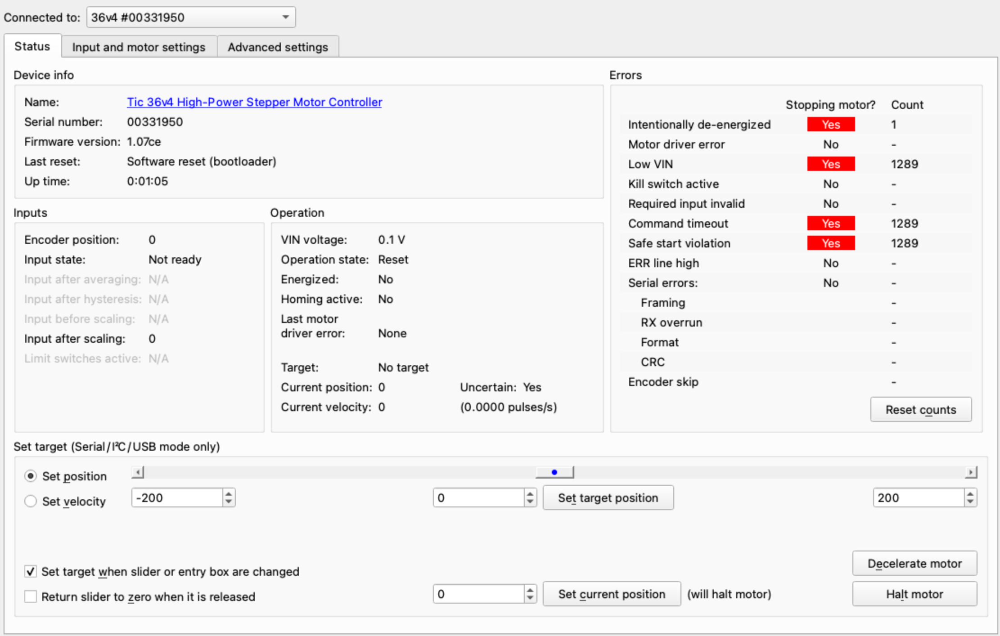 Connected to: 36v4 #00331950
Status Input and motor settings Advanced settings
Device info
Name: Tic 36v4 High-Power Stepper Motor Controller
Serial number: 00331950
Firmware version: 1.07ce
Last reset: Software reset (bootloader)
Up time: 0:01:05
Inputs
Encoder position: 0
Input state: Not ready
Input after averaging: N/A
Input after hysteresis: N/A
Input before scaling: N/A
Input after scaling: 0
Limit switches active: N/A
Operation
VIN voltage: 0.1 V
Operation state: Reset
Energized: No
Homing active: No
Last motor
driver error: None
Target: No target
Current position: 0 Uncertain: Yes
Current velocity: 0 (0.0000 pulses/s)
Errors
Stopping motor? Count
Intentionally de-energized Yes 1
Motor driver error No -
Low VIN Yes 1289
Kill switch active No -
Required input invalid No -
Command timeout Yes 1289
Safe start violation Yes 1289
ERR line high No -
Serial errors: No -
Framing -
RX overrun -
Format -
CRC -
Encoder skip -
Reset counts
Set target (Serial/I²C/USB mode only)
Set position
Set velocity -200 0 Set target position 200
Decelerate motor
Set target when slider or entry box are changed
Return slider to zero when it is released 0 Set current position (will halt motor) Halt motor